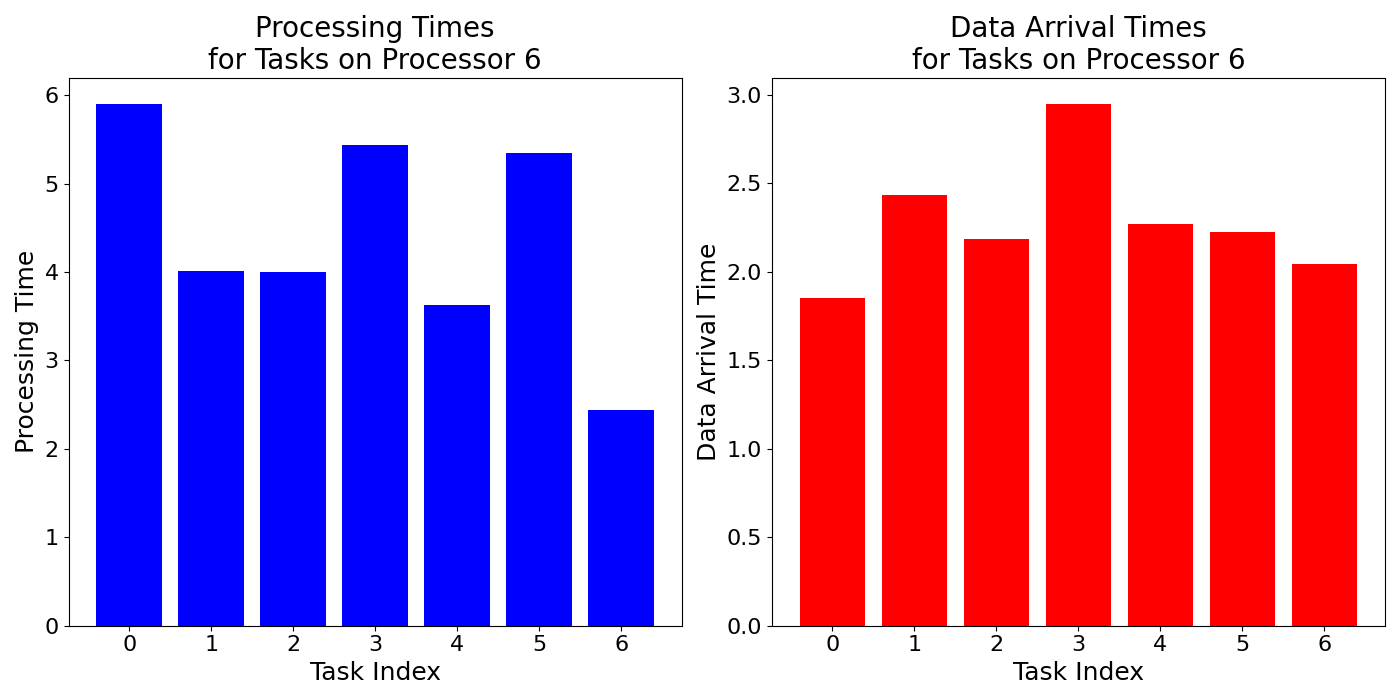 Processing Times
for Tasks on Processor 6
6
5
4
3
2
1
0
Processing Time
0 1 2 3 4 5 6
Task Index
Data Arrival Times
for Tasks on Processor 6
3.0
2.5
2.0
1.5
1.0
0.5
0.0
Data Arrival Time
0 1 2 3 4 5 6
Task Index